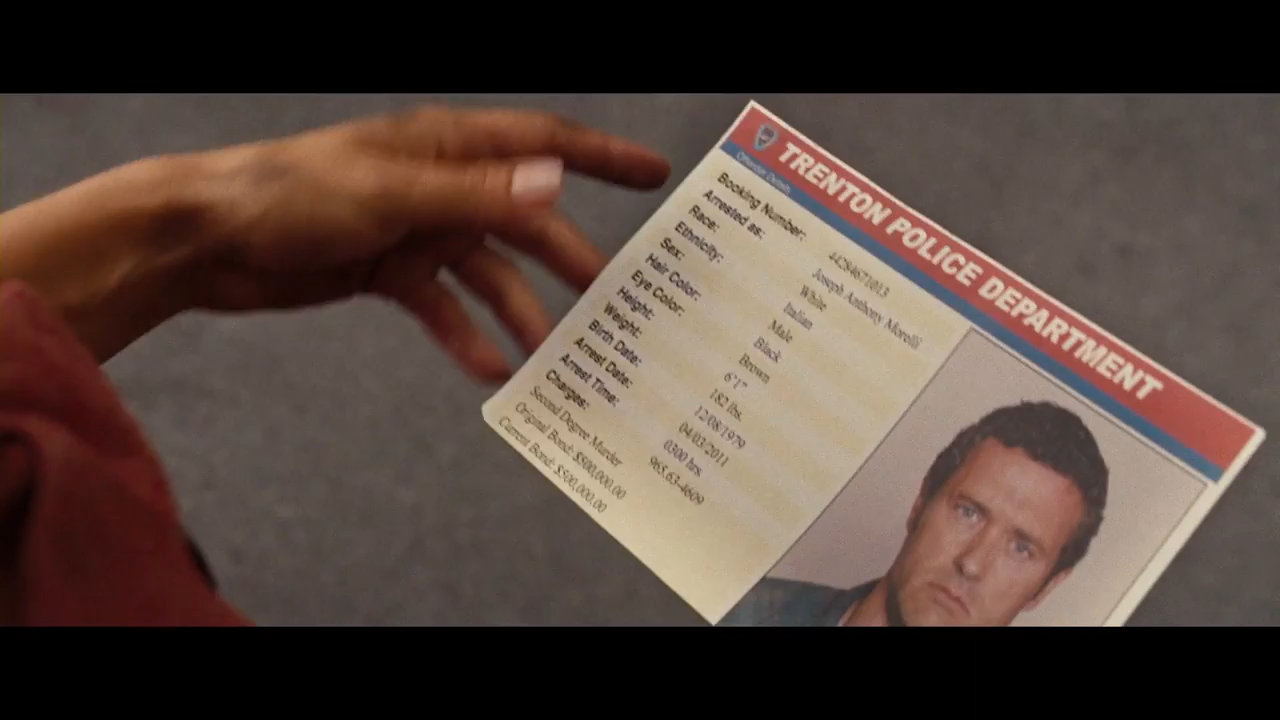 TRENTON POLICE DEPARTMENT
Offender Details
Booking Number: 44284671013
Arrested as: Joseph Anthony Morelli
Race: White
Ethnicity: Italian
Sex: Male
Hair Color: Black
Eye Color: Brown
Height: 6'1"
Weight: 182 lbs.
Birth Date: 12/08/1979
Arrest Date: 04/03/2011
Arrest Time: 0300 hrs.
Charges: 965.63-4609
Second Degree Murder
Original Bond: $500,000.00
Current Bond: $500,000.00